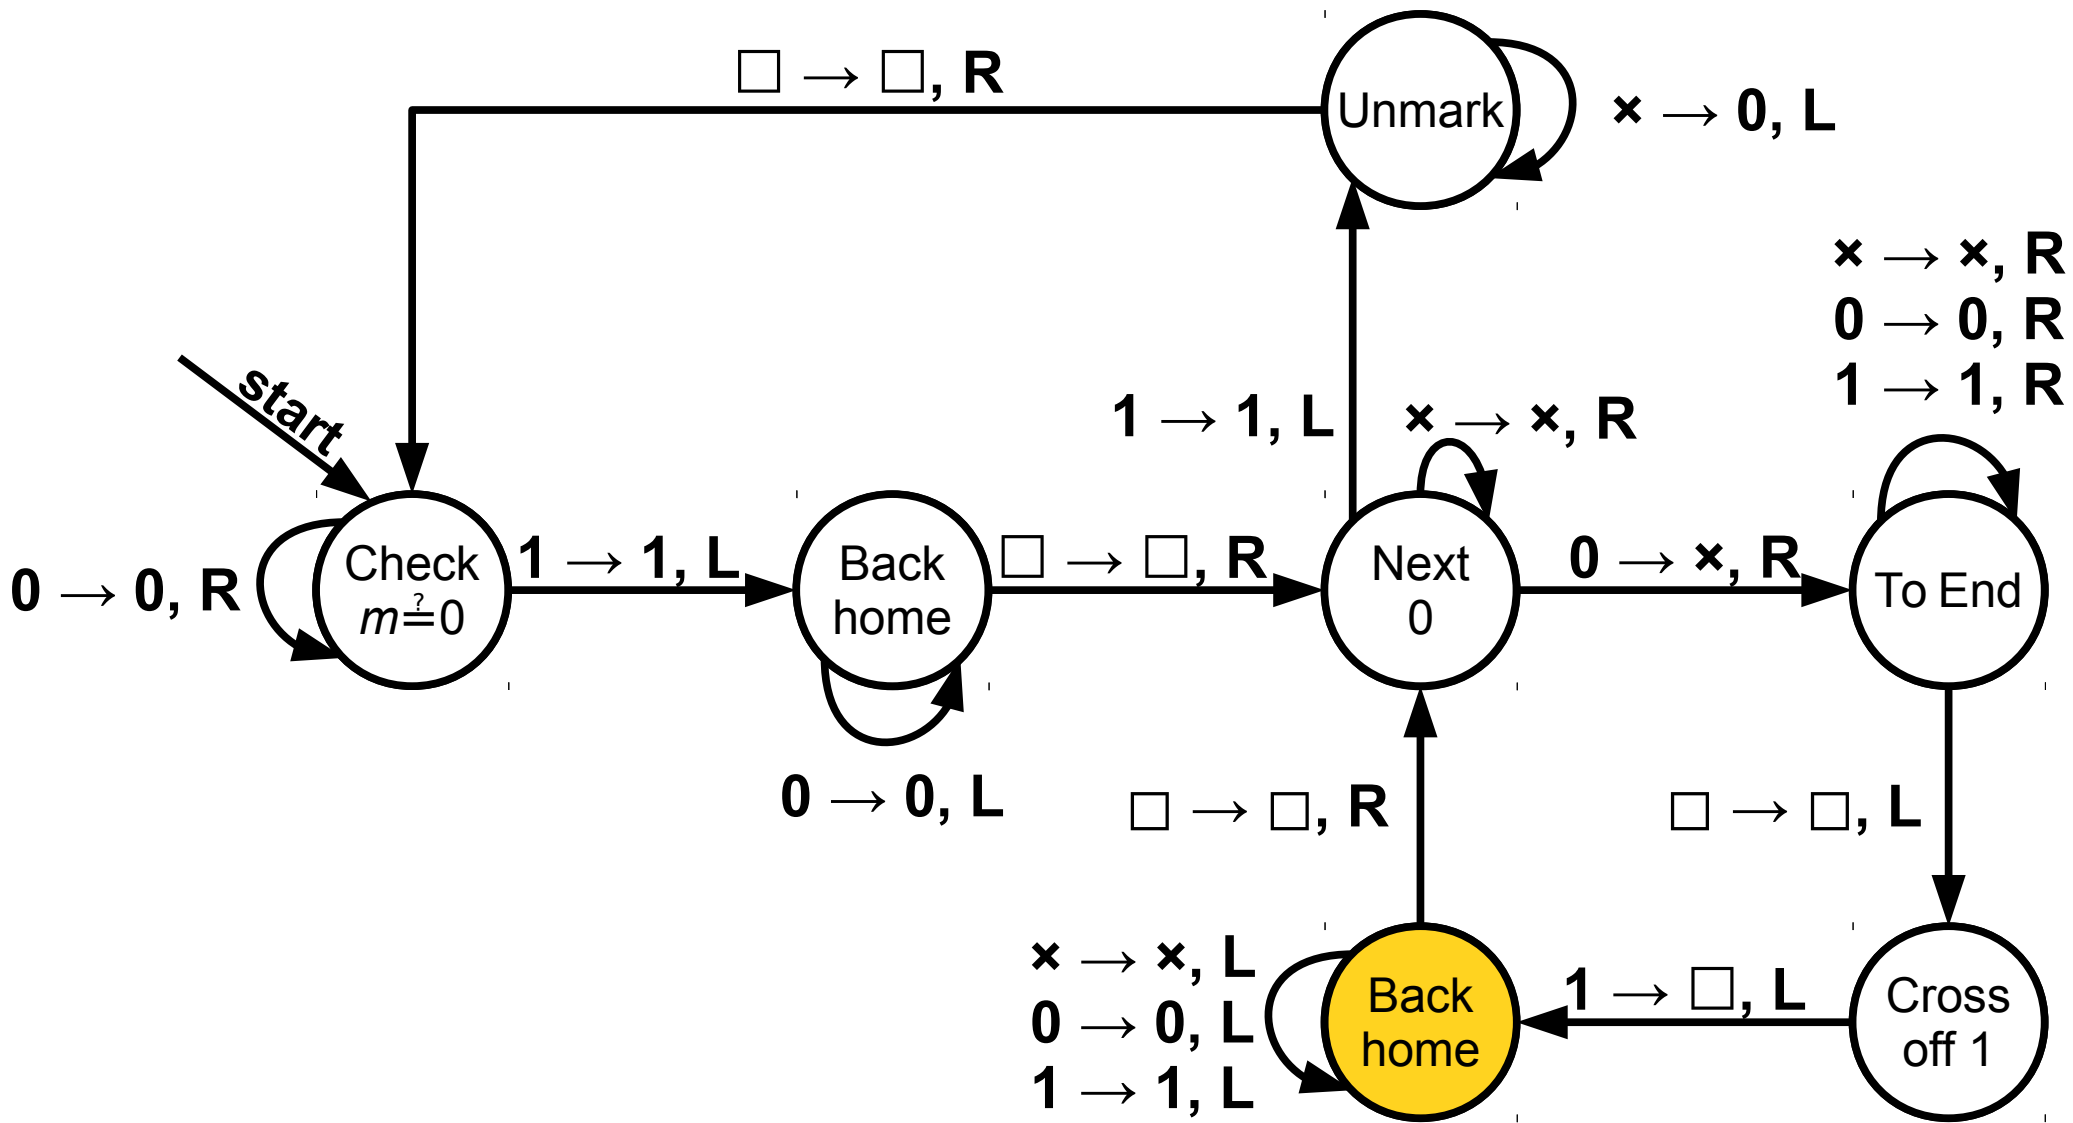 □ → □, R
Unmark
× → 0, L
× → ×, R
0 → 0, R
1 → 1, R
start
1 → 1, L
× → ×, R
0 → 0, R
Check
m≟0
1 → 1, L
Back
home
□ → □, R
Next
0
0 → ×, R
To End
0 → 0, L
□ → □, R
□ → □, L
× → ×, L
0 → 0, L
1 → 1, L
Back
home
1 → □, L
Cross
off 1